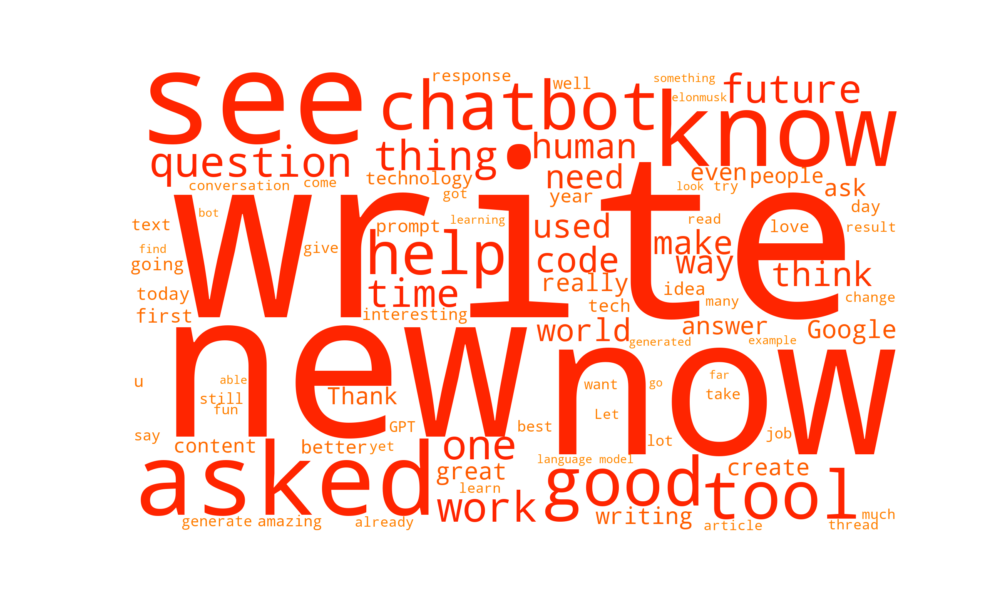 see
response
well
something
elonmusk
future
chatbot
know
question
thing
human
conversation
come
technology
got
need
year
even
people
look
try
ask
day
write
text
bot
find
give
prompt
learning
used
read
love
result
going
help
code
make
way
think
today
time
really
idea
many
change
first
interesting
tech
world
generated
answer
example
Google
new
now
u
able
still
fun
Thank
GPT
want
Let
go
far
take
say
content
better
yet
one
best
lot
job
asked
great
learn
language model
good
create
tool
generate
amazing
already
work
writing
article
thread
much